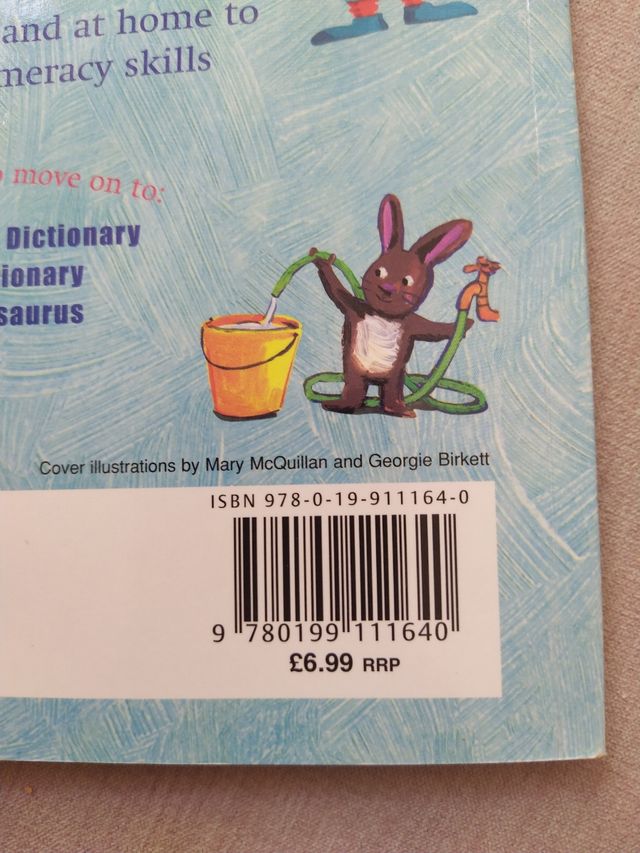 and at home to
meracy skills
move on to:
Dictionary
ionary
saurus
Cover illustrations by Mary McQuillan and Georgie Birkett
ISBN 978-0-19-911164-0
9 780199 111640
£6.99 RRP